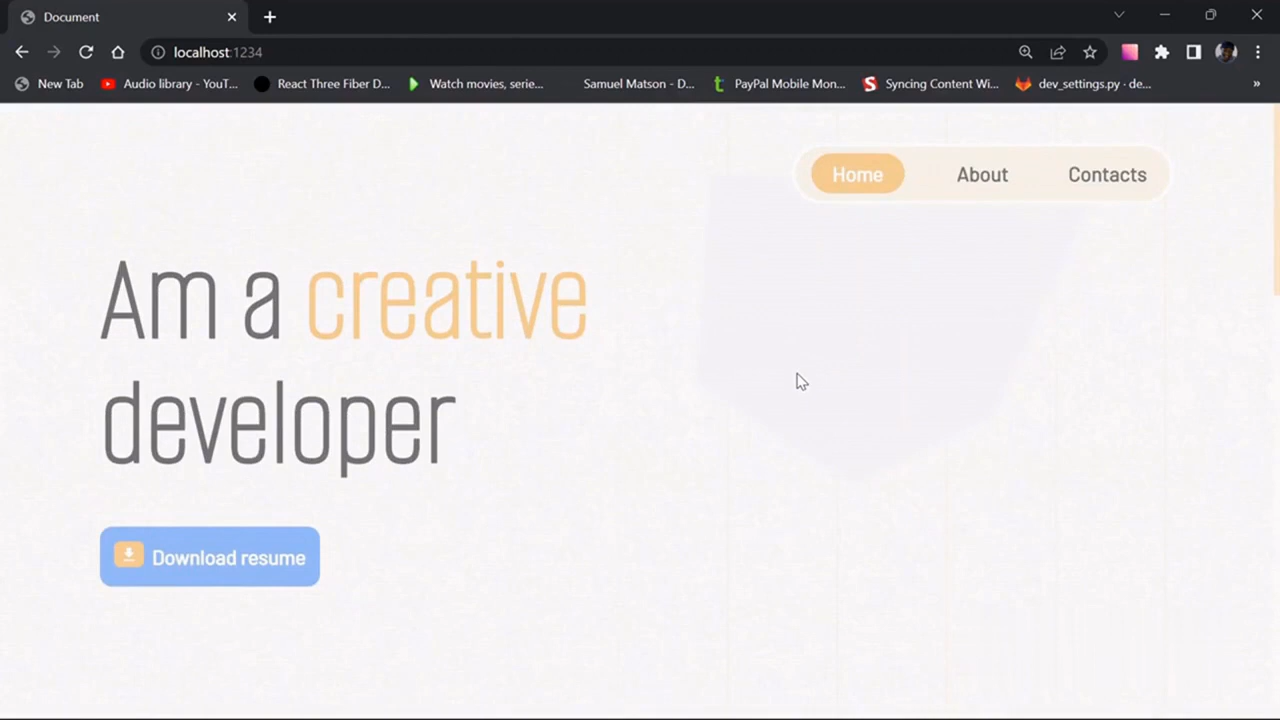 Document
localhost:1234
New Tab
Audio library - YouT...
React Three Fiber D...
Watch movies, serie...
Samuel Matson - D...
PayPal Mobile Mon...
Syncing Content Wi...
dev_settings.py · de...
»
Home
About
Contacts
Am a creative
developer
Download resume